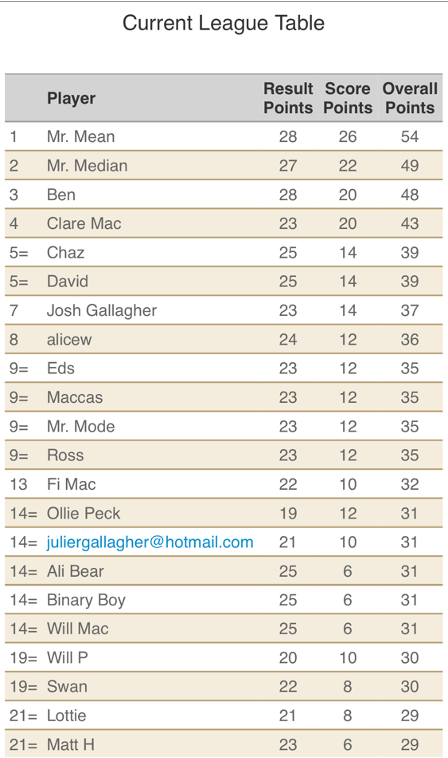 Current League Table
Player Result Points Score Points Overall Points
1 Mr. Mean 28 26 54
2 Mr. Median 27 22 49
3 Ben 28 20 48
4 Clare Mac 23 20 43
5= Chaz 25 14 39
5= David 25 14 39
7 Josh Gallagher 23 14 37
8 alicew 24 12 36
9= Eds 23 12 35
9= Maccas 23 12 35
9= Mr. Mode 23 12 35
9= Ross 23 12 35
13 Fi Mac 22 10 32
14= Ollie Peck 19 12 31
14= juliergallagher@hotmail.com 21 10 31
14= Ali Bear 25 6 31
14= Binary Boy 25 6 31
14= Will Mac 25 6 31
19= Will P 20 10 30
19= Swan 22 8 30
21= Lottie 21 8 29
21= Matt H 23 6 29